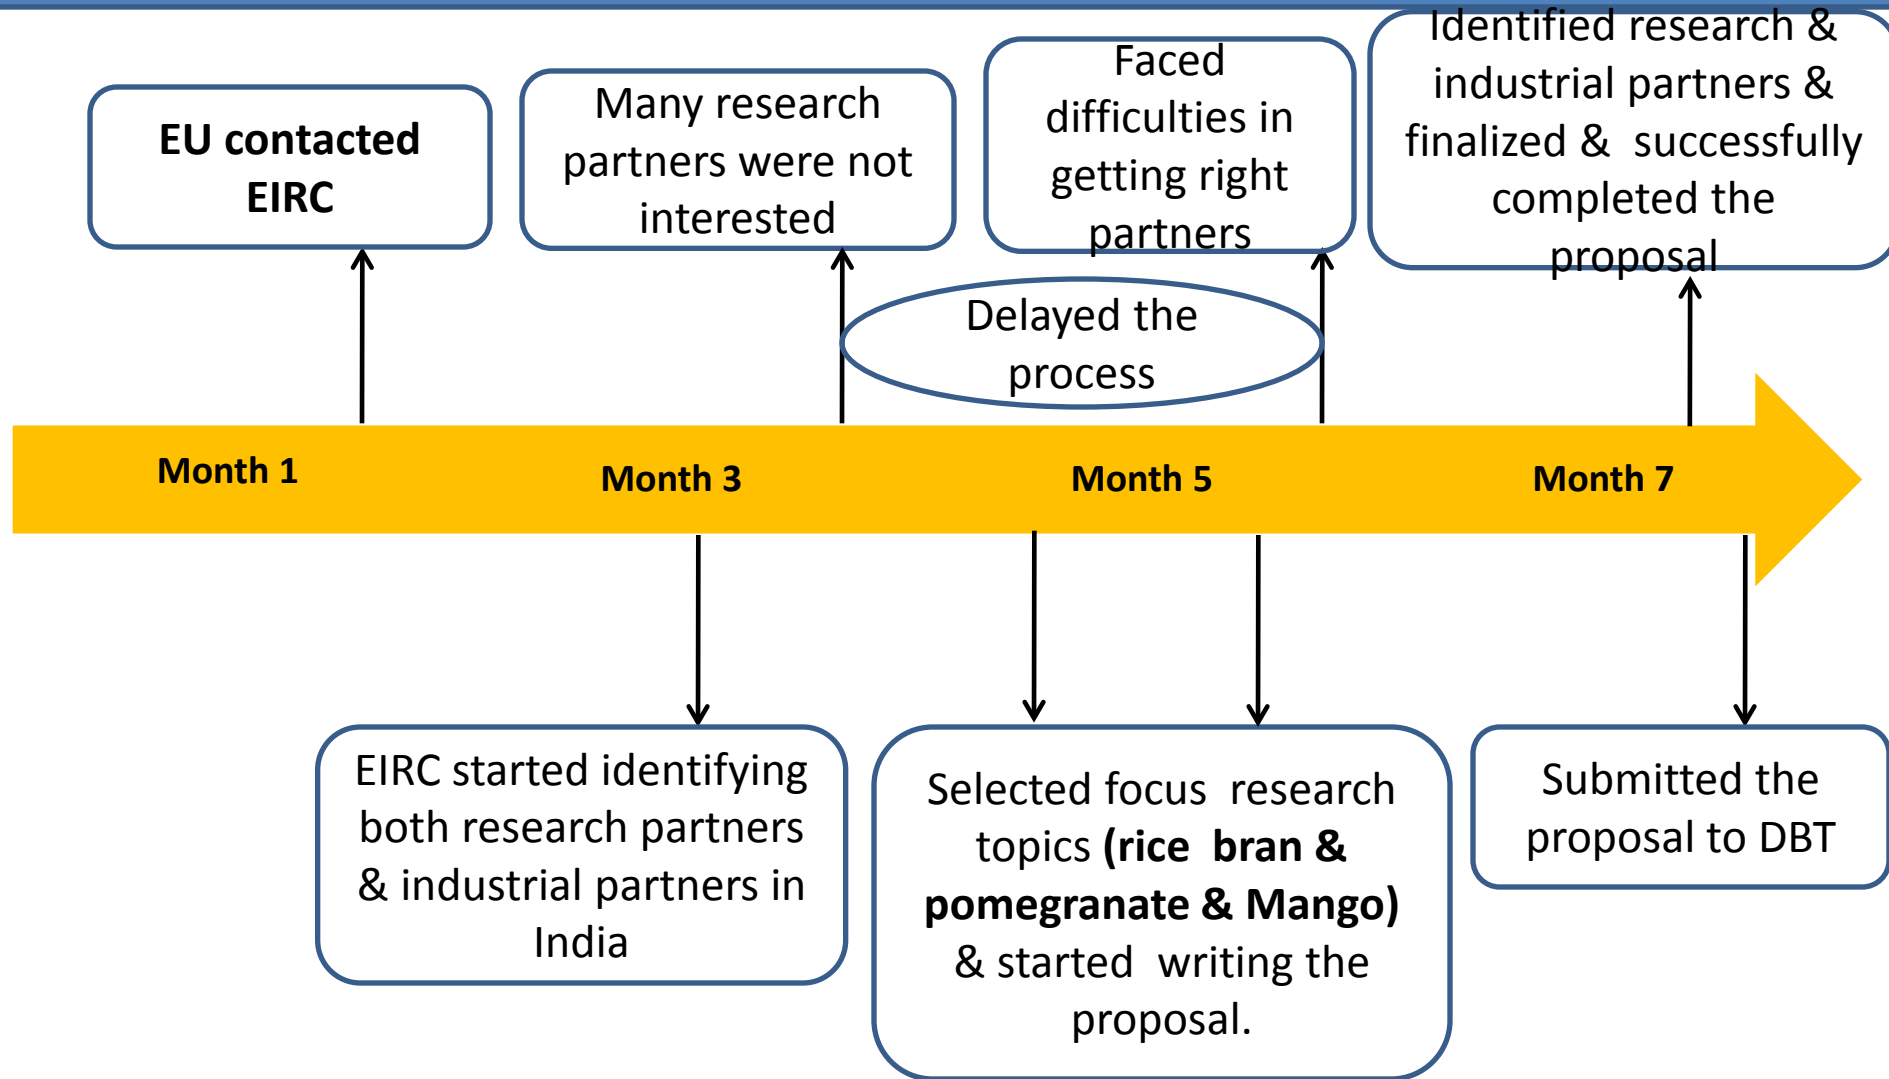 EU contacted
EIRC
Many research
partners were not
interested
Faced
difficulties in
getting right
partners
Identified research &
industrial partners &
finalized & successfully
completed the
proposal
Delayed the
process
Month 1
Month 3
Month 5
Month 7
EIRC started identifying
both research partners
& industrial partners in
India
Selected focus research
topics (rice bran &
pomegranate & Mango)
& started writing the
proposal.
Submitted the
proposal to DBT